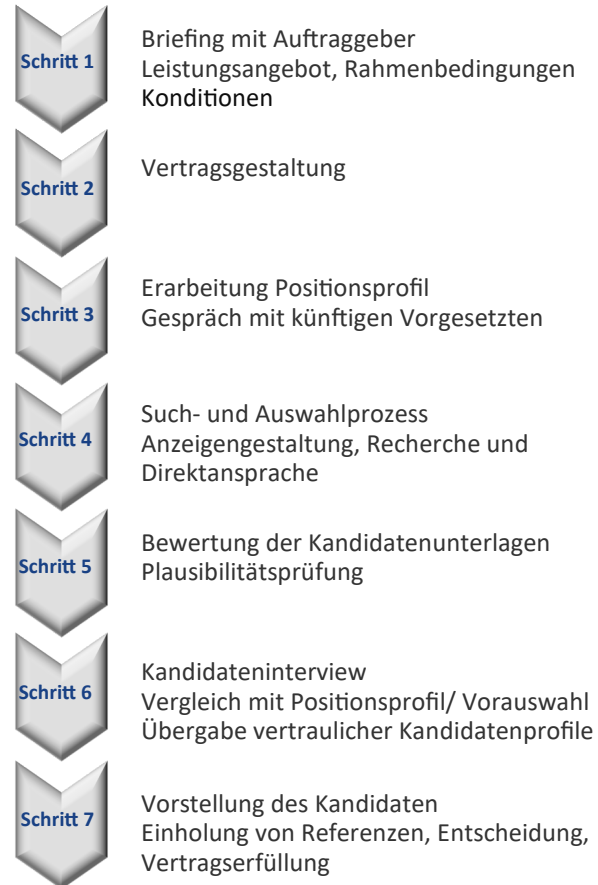 Schritt 1
Briefing mit Auftraggeber
Leistungsangebot, Rahmenbedingungen
Konditionen
Schritt 2
Vertragsgestaltung
Schritt 3
Erarbeitung Positionsprofil
Gespräch mit künftigen Vorgesetzten
Schritt 4
Such- und Auswahlprozess
Anzeigengestaltung, Recherche und
Direktansprache
Schritt 5
Bewertung der Kandidatenunterlagen
Plausibilitätsprüfung
Schritt 6
Kandidateninterview
Vergleich mit Positionsprofil/ Vorauswahl
Übergabe vertraulicher Kandidatenprofile
Schritt 7
Vorstellung des Kandidaten
Einholung von Referenzen, Entscheidung,
Vertragserfüllung